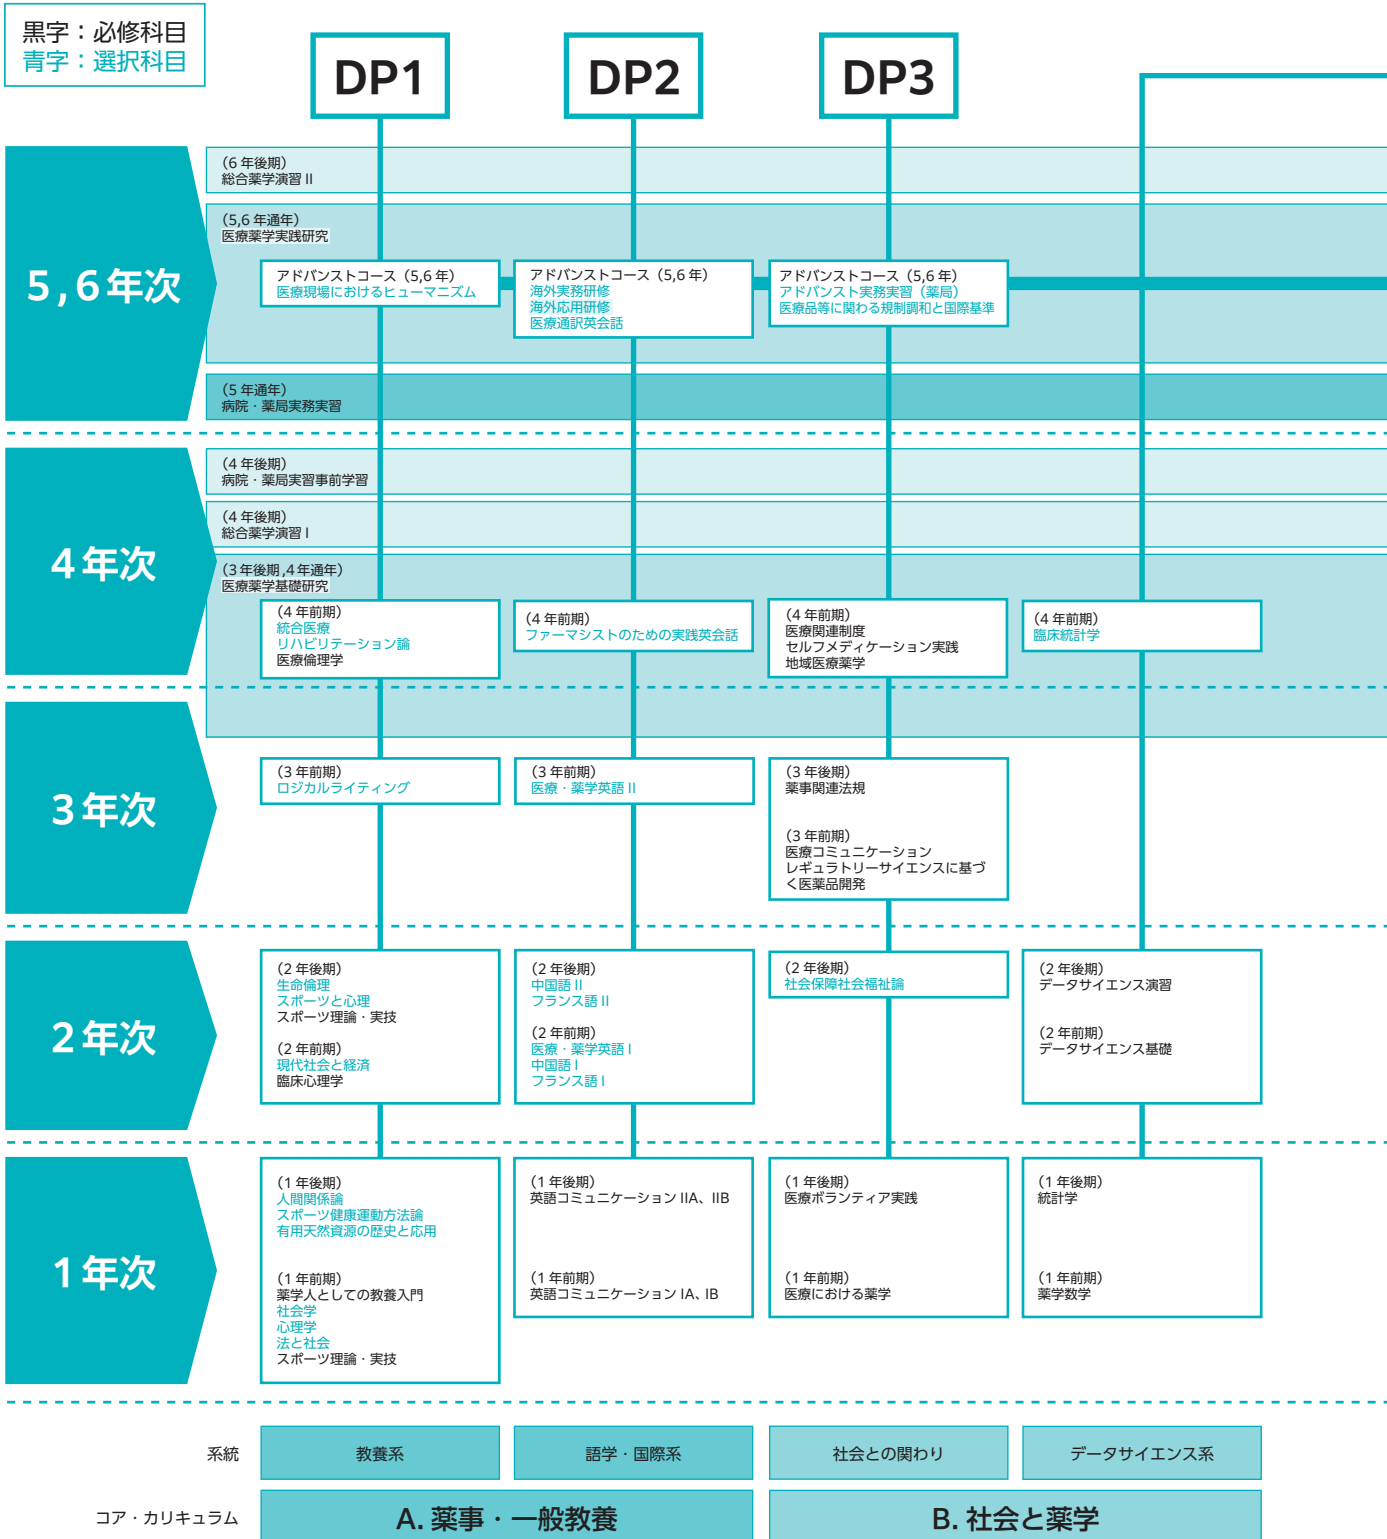 黒字：必修科目
青字：選択科目
DP1
DP2
DP3
5,6年次
(6 年後期)
総合薬学演習 II
(5,6 年通年)
医療薬学実践研究
アドバンストコース（5,6 年）
医療現場におけるヒューマニズム
アドバンストコース（5,6 年）
海外実務研修
海外応用研修
医療通訳英会話
アドバンストコース（5,6 年）
アドバンスト実務実習（薬局）
医療品等に関わる規制調和と国際基準
(5 年通年)
病院・薬局実務実習
4年次
(4 年後期)
病院・薬局実習事前学習
(4 年後期)
総合薬学演習 I
(3 年後期,4 年通年)
医療薬学基礎研究
(4 年前期)
統合医療
リハビリテーション論
医療倫理学
(4 年前期)
ファーマシストのための実践英会話
(4 年前期)
医療関連制度
セルフメディケーション実践
地域医療薬学
(4 年前期)
臨床統計学
3年次
(3 年前期)
ロジカルライティング
(3 年前期)
医療・薬学英語 II
(3 年後期)
薬事関連法規
(3 年前期)
医療コミュニケーション
レギュラトリーサイエンスに基づ
く医薬品開発
2年次
(2 年後期)
生命倫理
スポーツと心理
スポーツ理論・実技
(2 年前期)
現代社会と経済
臨床心理学
(2 年後期)
中国語 II
フランス語 II
(2 年前期)
医療・薬学英語 I
中国語 I
フランス語 I
(2 年後期)
社会保障社会福祉論
(2 年後期)
データサイエンス演習
(2 年前期)
データサイエンス基礎
1年次
(1 年後期)
人間関係論
スポーツ健康運動方法論
有用天然資源の歴史と応用
(1 年前期)
薬学人としての教養入門
社会学
心理学
法と社会
スポーツ理論・実技
(1 年後期)
英語コミュニケーション IIA、IIB
(1 年前期)
英語コミュニケーション IA、IB
(1 年後期)
医療ボランティア実践
(1 年前期)
医療における薬学
(1 年後期)
統計学
(1 年前期)
薬学数学
系統
教養系
語学・国際系
社会との関わり
データサイエンス系
コア・カリキュラム
A. 薬事・一般教養
B. 社会と薬学